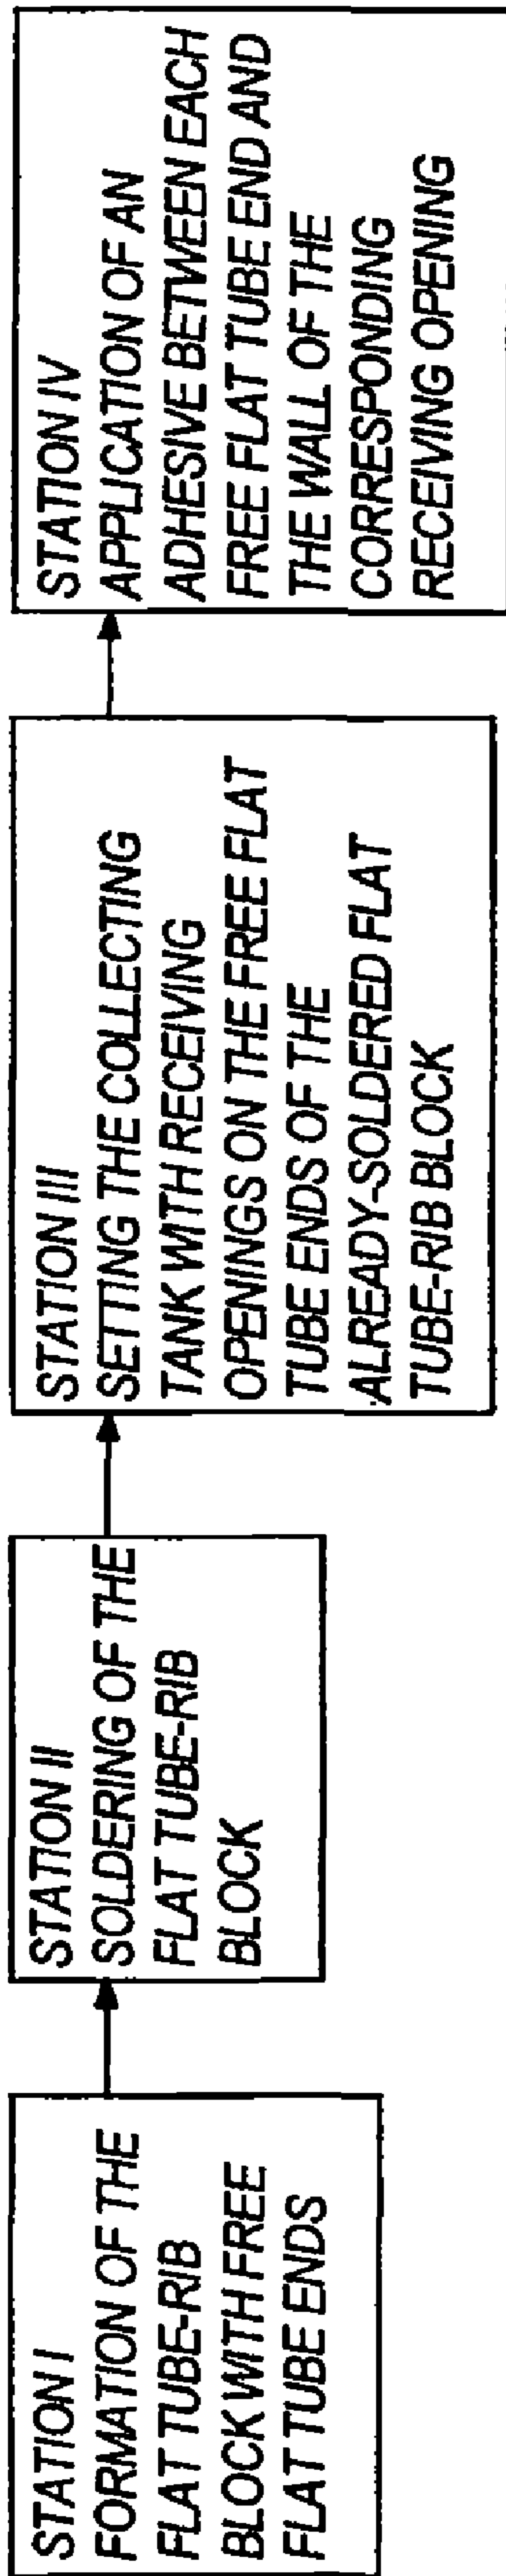 STATION I
FORMATION OF THE
FLAT TUBE-RIB
BLOCK WITH FREE
FLAT TUBE ENDS
STATION II
SOLDERING OF THE
FLAT TUBE-RIB
BLOCK
STATION III
SETTING THE COLLECTING
TANK WITH RECEIVING
OPENINGS ON THE FREE FLAT
TUBE ENDS OF THE
ALREADY-SOLDERED FLAT
TUBE-RIB BLOCK
STATION IV
APPLICATION OF AN
ADHESIVE BETWEEN EACH
FREE FLAT TUBE END AND
THE WALL OF THE
CORRESPONDING
RECEIVING OPENING